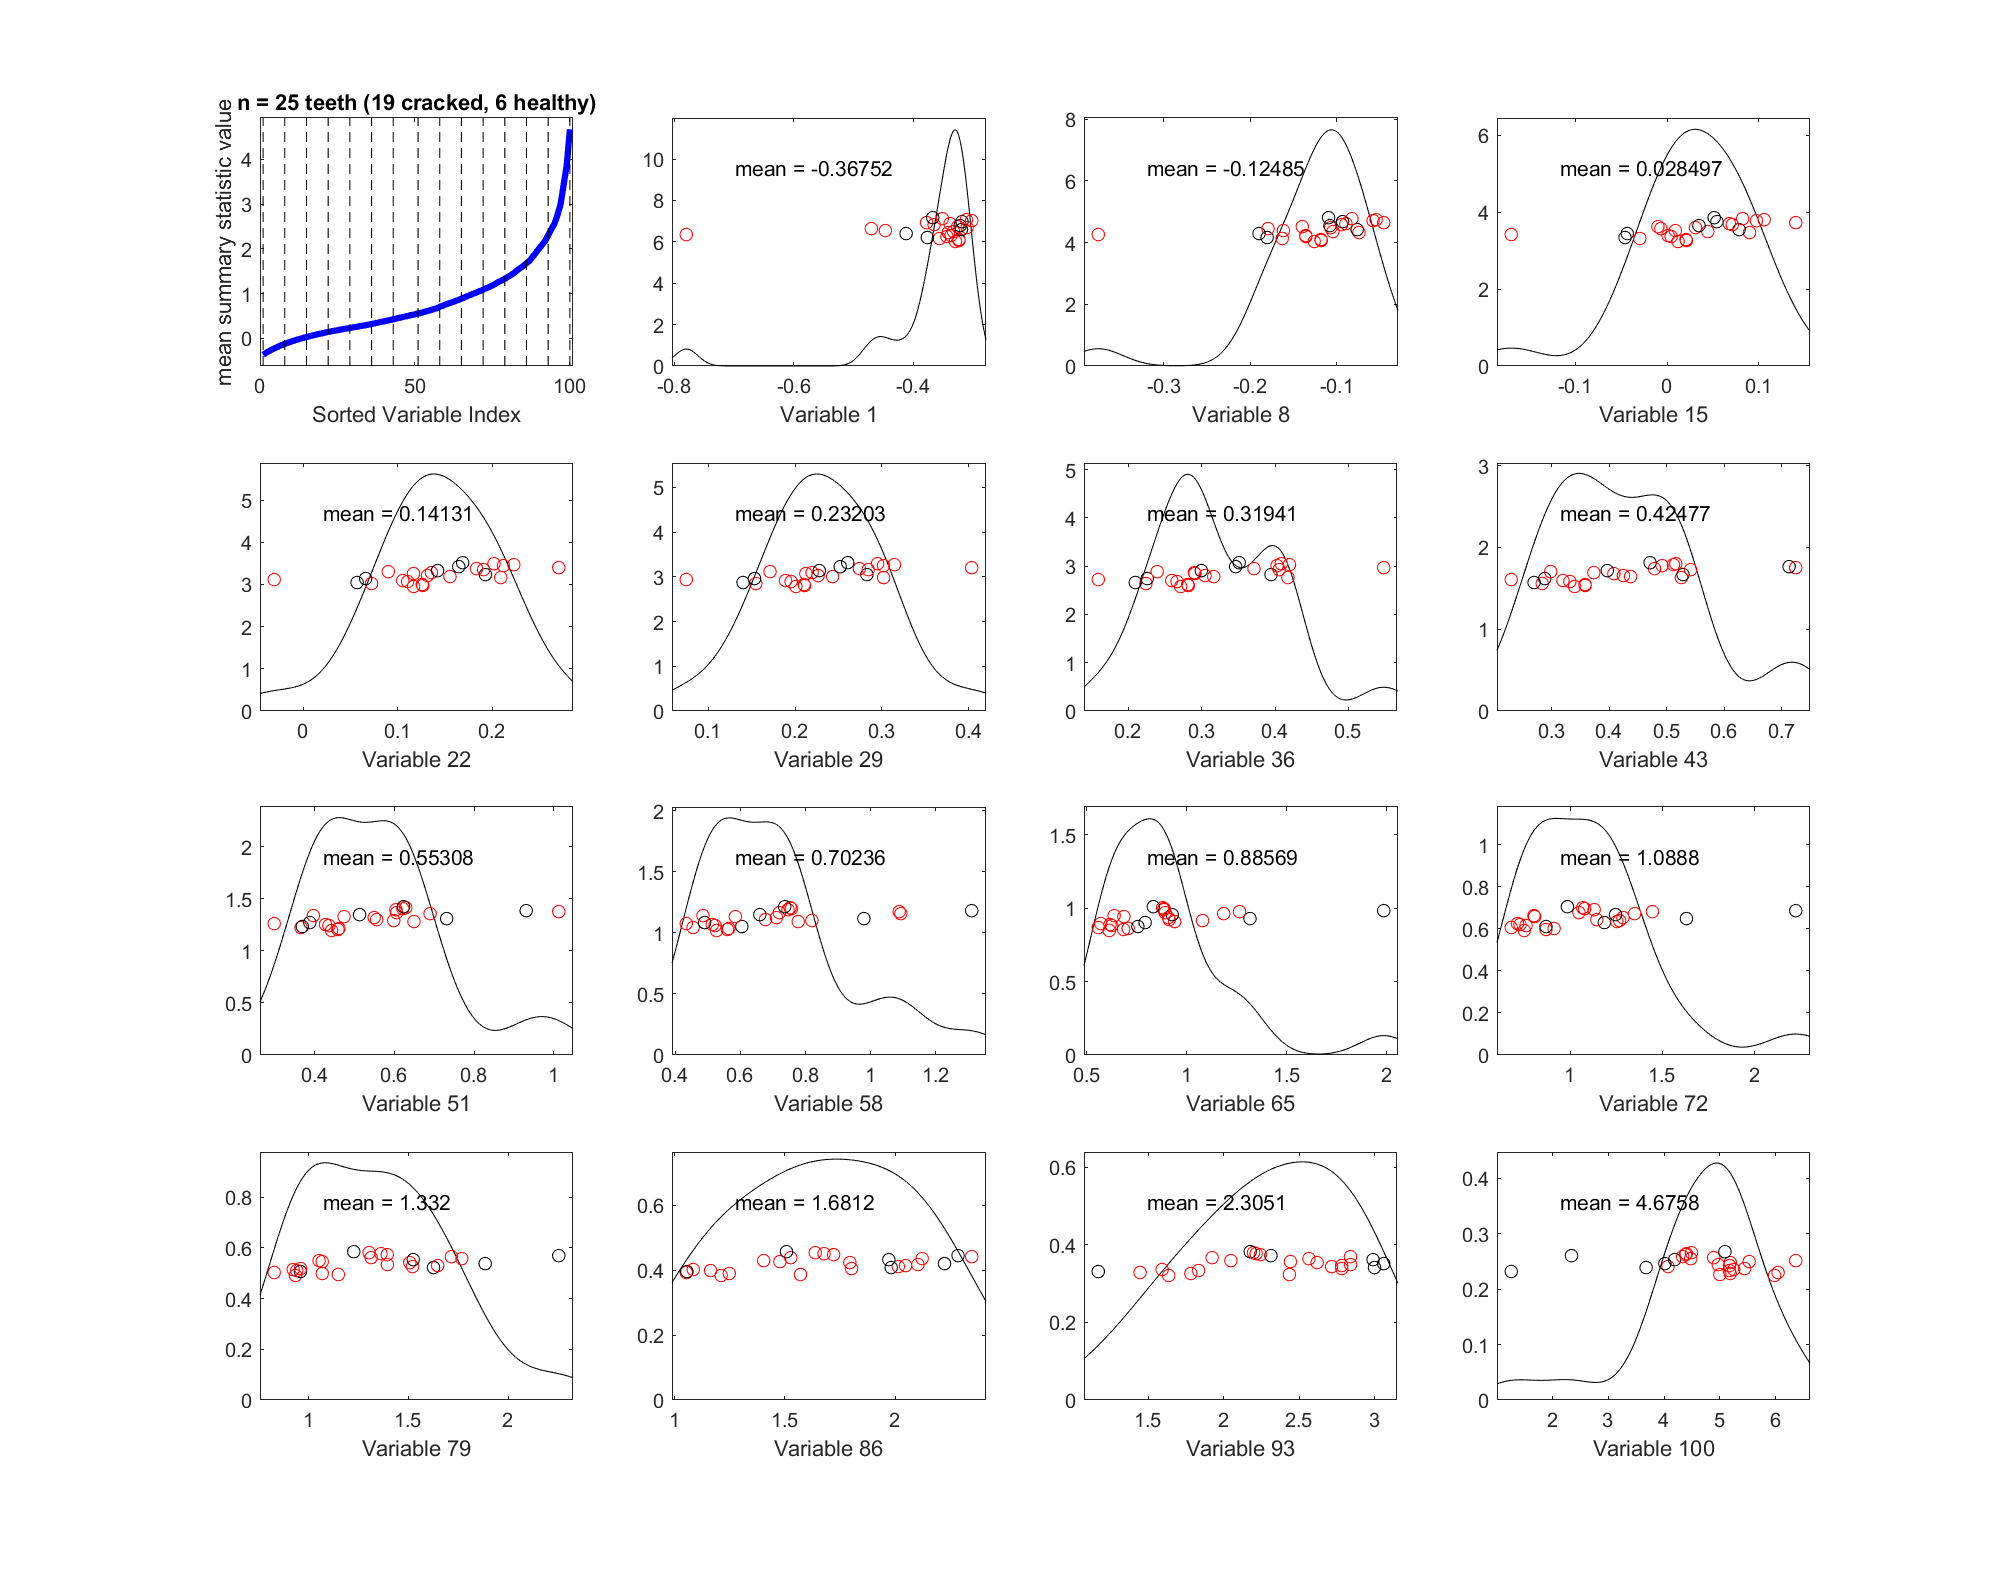 n = 25 teeth (19 cracked, 6 healthy)
mean summary statistic value
4
3
2
1
0
0 50 100
Sorted Variable Index
10
8
6
4
2
0
mean = -0.36752
-0.8 -0.6 -0.4
Variable 1
8
6
4
2
0
mean = -0.12485
-0.3 -0.2 -0.1
Variable 8
6
4
2
0
mean = 0.028497
-0.1 0 0.1
Variable 15
5
4
3
2
1
0
mean = 0.14131
0 0.1 0.2
Variable 22
5
4
3
2
1
0
mean = 0.23203
0.1 0.2 0.3 0.4
Variable 29
5
4
3
2
1
0
mean = 0.31941
0.2 0.3 0.4 0.5
Variable 36
3
2
1
0
mean = 0.42477
0.3 0.4 0.5 0.6 0.7
Variable 43
2
1.5
1
0.5
0
mean = 0.55308
0.4 0.6 0.8 1
Variable 51
2
1.5
1
0.5
0
mean = 0.70236
0.4 0.6 0.8 1 1.2
Variable 58
1.5
1
0.5
0
mean = 0.88569
0.5 1 1.5 2
Variable 65
1
0.8
0.6
0.4
0.2
0
mean = 1.0888
1 1.5 2
Variable 72
0.8
0.6
0.4
0.2
0
mean = 1.332
1 1.5 2
Variable 79
0.6
0.4
0.2
0
mean = 1.6812
1 1.5 2
Variable 86
0.6
0.4
0.2
0
mean = 2.3051
1.5 2 2.5 3
Variable 93
0.4
0.3
0.2
0.1
0
mean = 4.6758
2 3 4 5 6
Variable 100